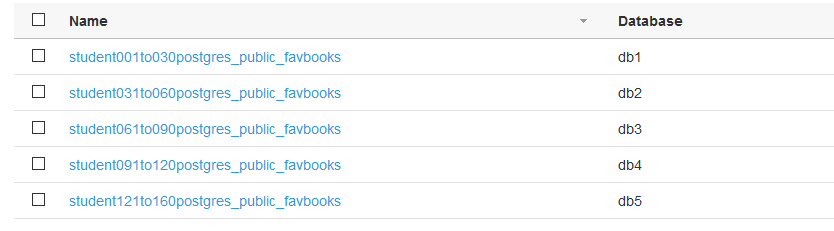 Name Database
student001to030postgres_public_favbooks db1
student031to060postgres_public_favbooks db2
student061to090postgres_public_favbooks db3
student091to120postgres_public_favbooks db4
student121to160postgres_public_favbooks db5